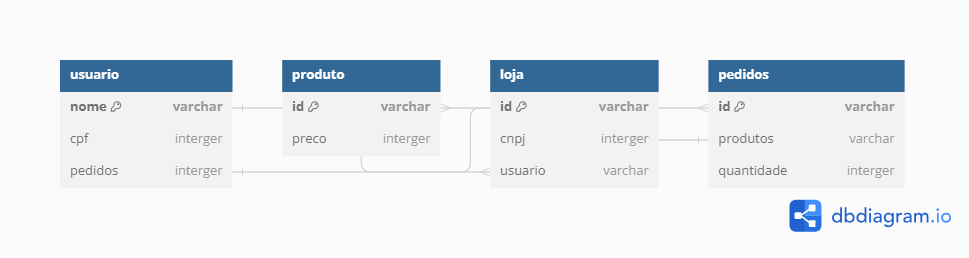 usuario
nome varchar
cpf interger
pedidos interger
produto
id varchar
preco interger
loja
id varchar
cnpj interger
usuario varchar
pedidos
id varchar
produtos varchar
quantidade interger
dbdiagram.io